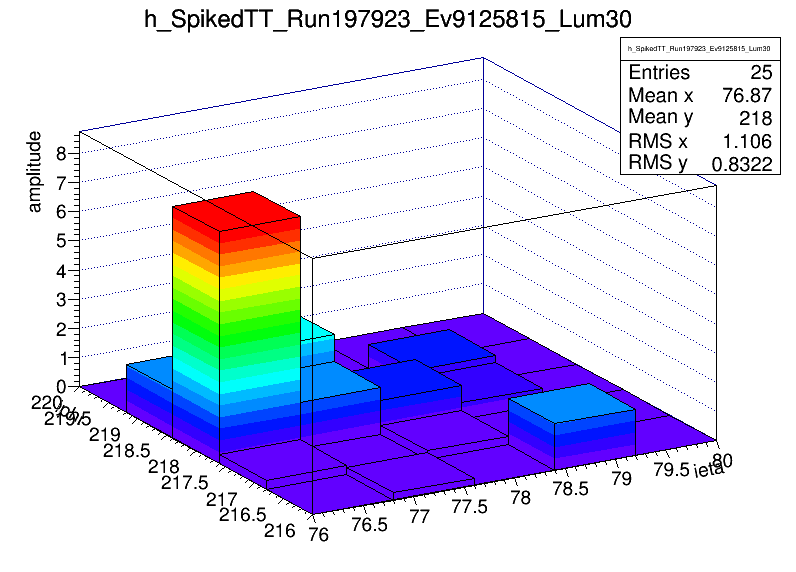 h_SpikedTT_Run197923_Ev9125815_Lum30
h_SpikedTT_Run197923_Ev9125815_Lum30
Entries 25
Mean x 76.87
Mean y 218
RMS x 1.106
RMS y 0.8322
amplitude
8
7
6
5
4
3
2
1
0
220
219.5
219
218.5
218
217.5
217
216.5
216
iphi
76
76.5
77
77.5
78
78.5
79
79.5
80
ieta